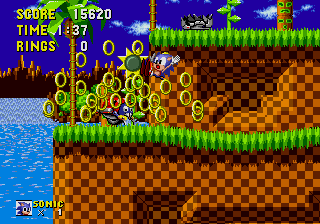 SCORE 15620
TIME 1:37
RINGS 0
SONIC
× 1